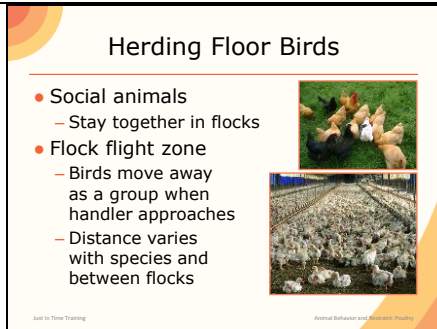 Herding Floor Birds
● Social animals
– Stay together in flocks
● Flock flight zone
– Birds move away
as a group when
handler approaches
– Distance varies
with species and
between flocks
Just In Time Training
Animal Behavior and Restraint: Poultry